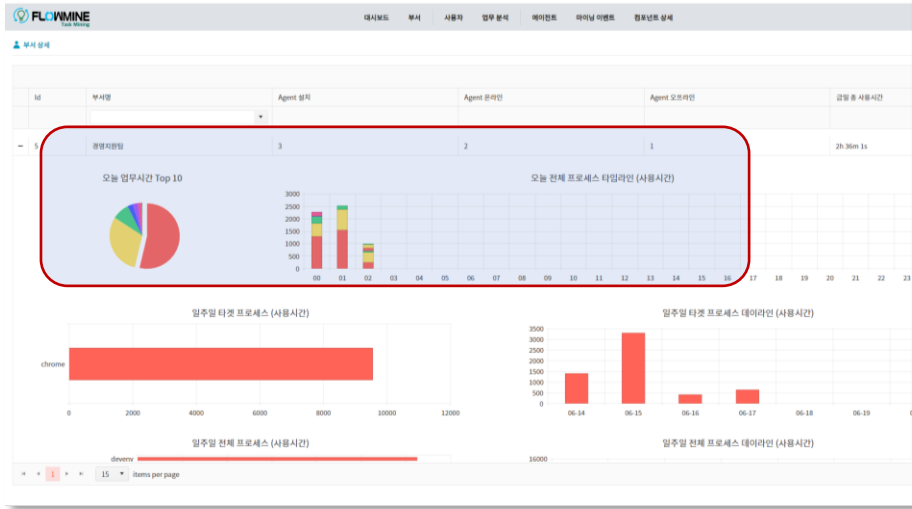 FLOWMINE
Task Mining
대시보드 부서 사용자 업무 분석 에이전트 마이닝 이벤트 컴포넌트 상세
부서 상세
Id 부서명 Agent 설치 Agent 온라인 Agent 오프라인 금일 총 사용시간
5 경영지원팀 3 2 1 2h 36m 1s
오늘 업무시간 Top 10
오늘 전체 프로세스 타임라인 (사용시간)
3000
2500
2000
1500
1000
500
0
00 01 02 03 04 05 06 07 08 09 10 11 12 13 14 15 16 17 18 19 20 21 22 23
일주일 타겟 프로세스 (사용시간)
chrome
0 2000 4000 6000 8000 10000 12000
일주일 타겟 프로세스 데이라인 (사용시간)
3500
3000
2500
2000
1500
1000
500
0
06-14 06-15 06-16 06-17 06-18 06-19
일주일 전체 프로세스 (사용시간)
devenv
일주일 전체 프로세스 데이라인 (사용시간)
16000
1 15 items per page